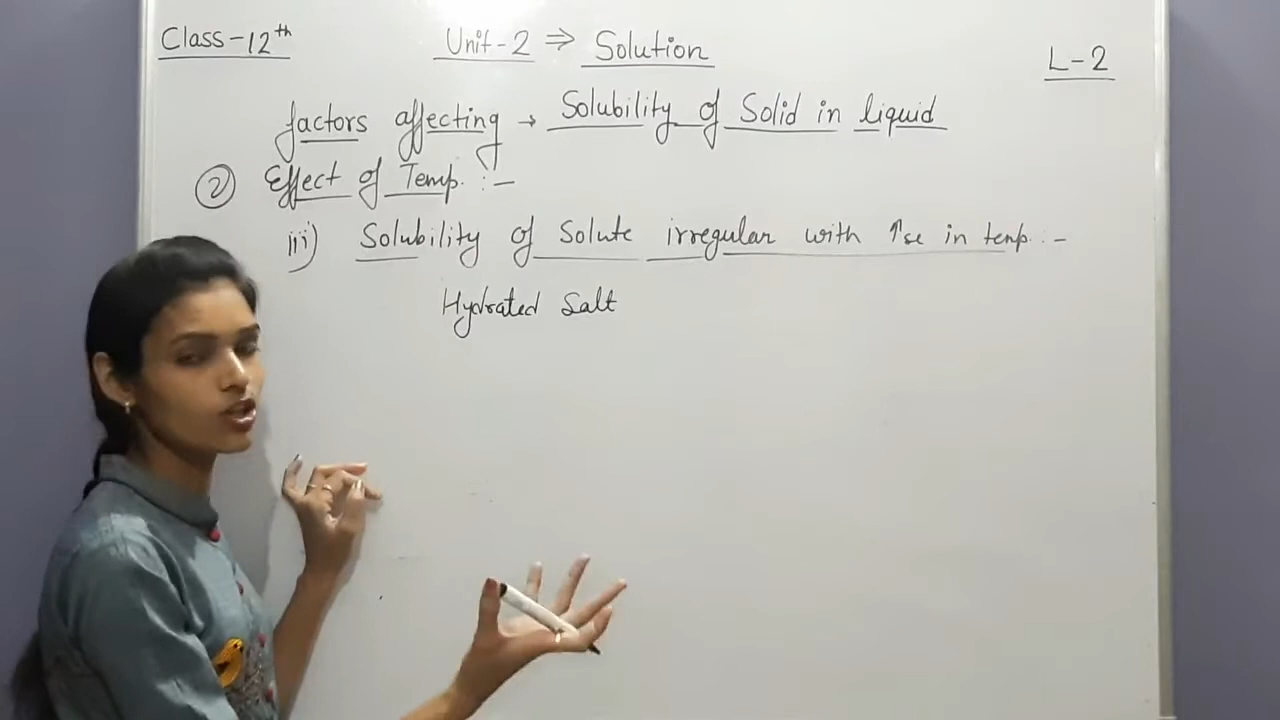 Class-12th
Unit-2 ⇒ Solution
L-2
factors affecting → Solubility of Solid in liquid
② Effect of Temp. :-
iii) Solubility of Solute irregular with ↑se in temp. :-
Hydrated Salt